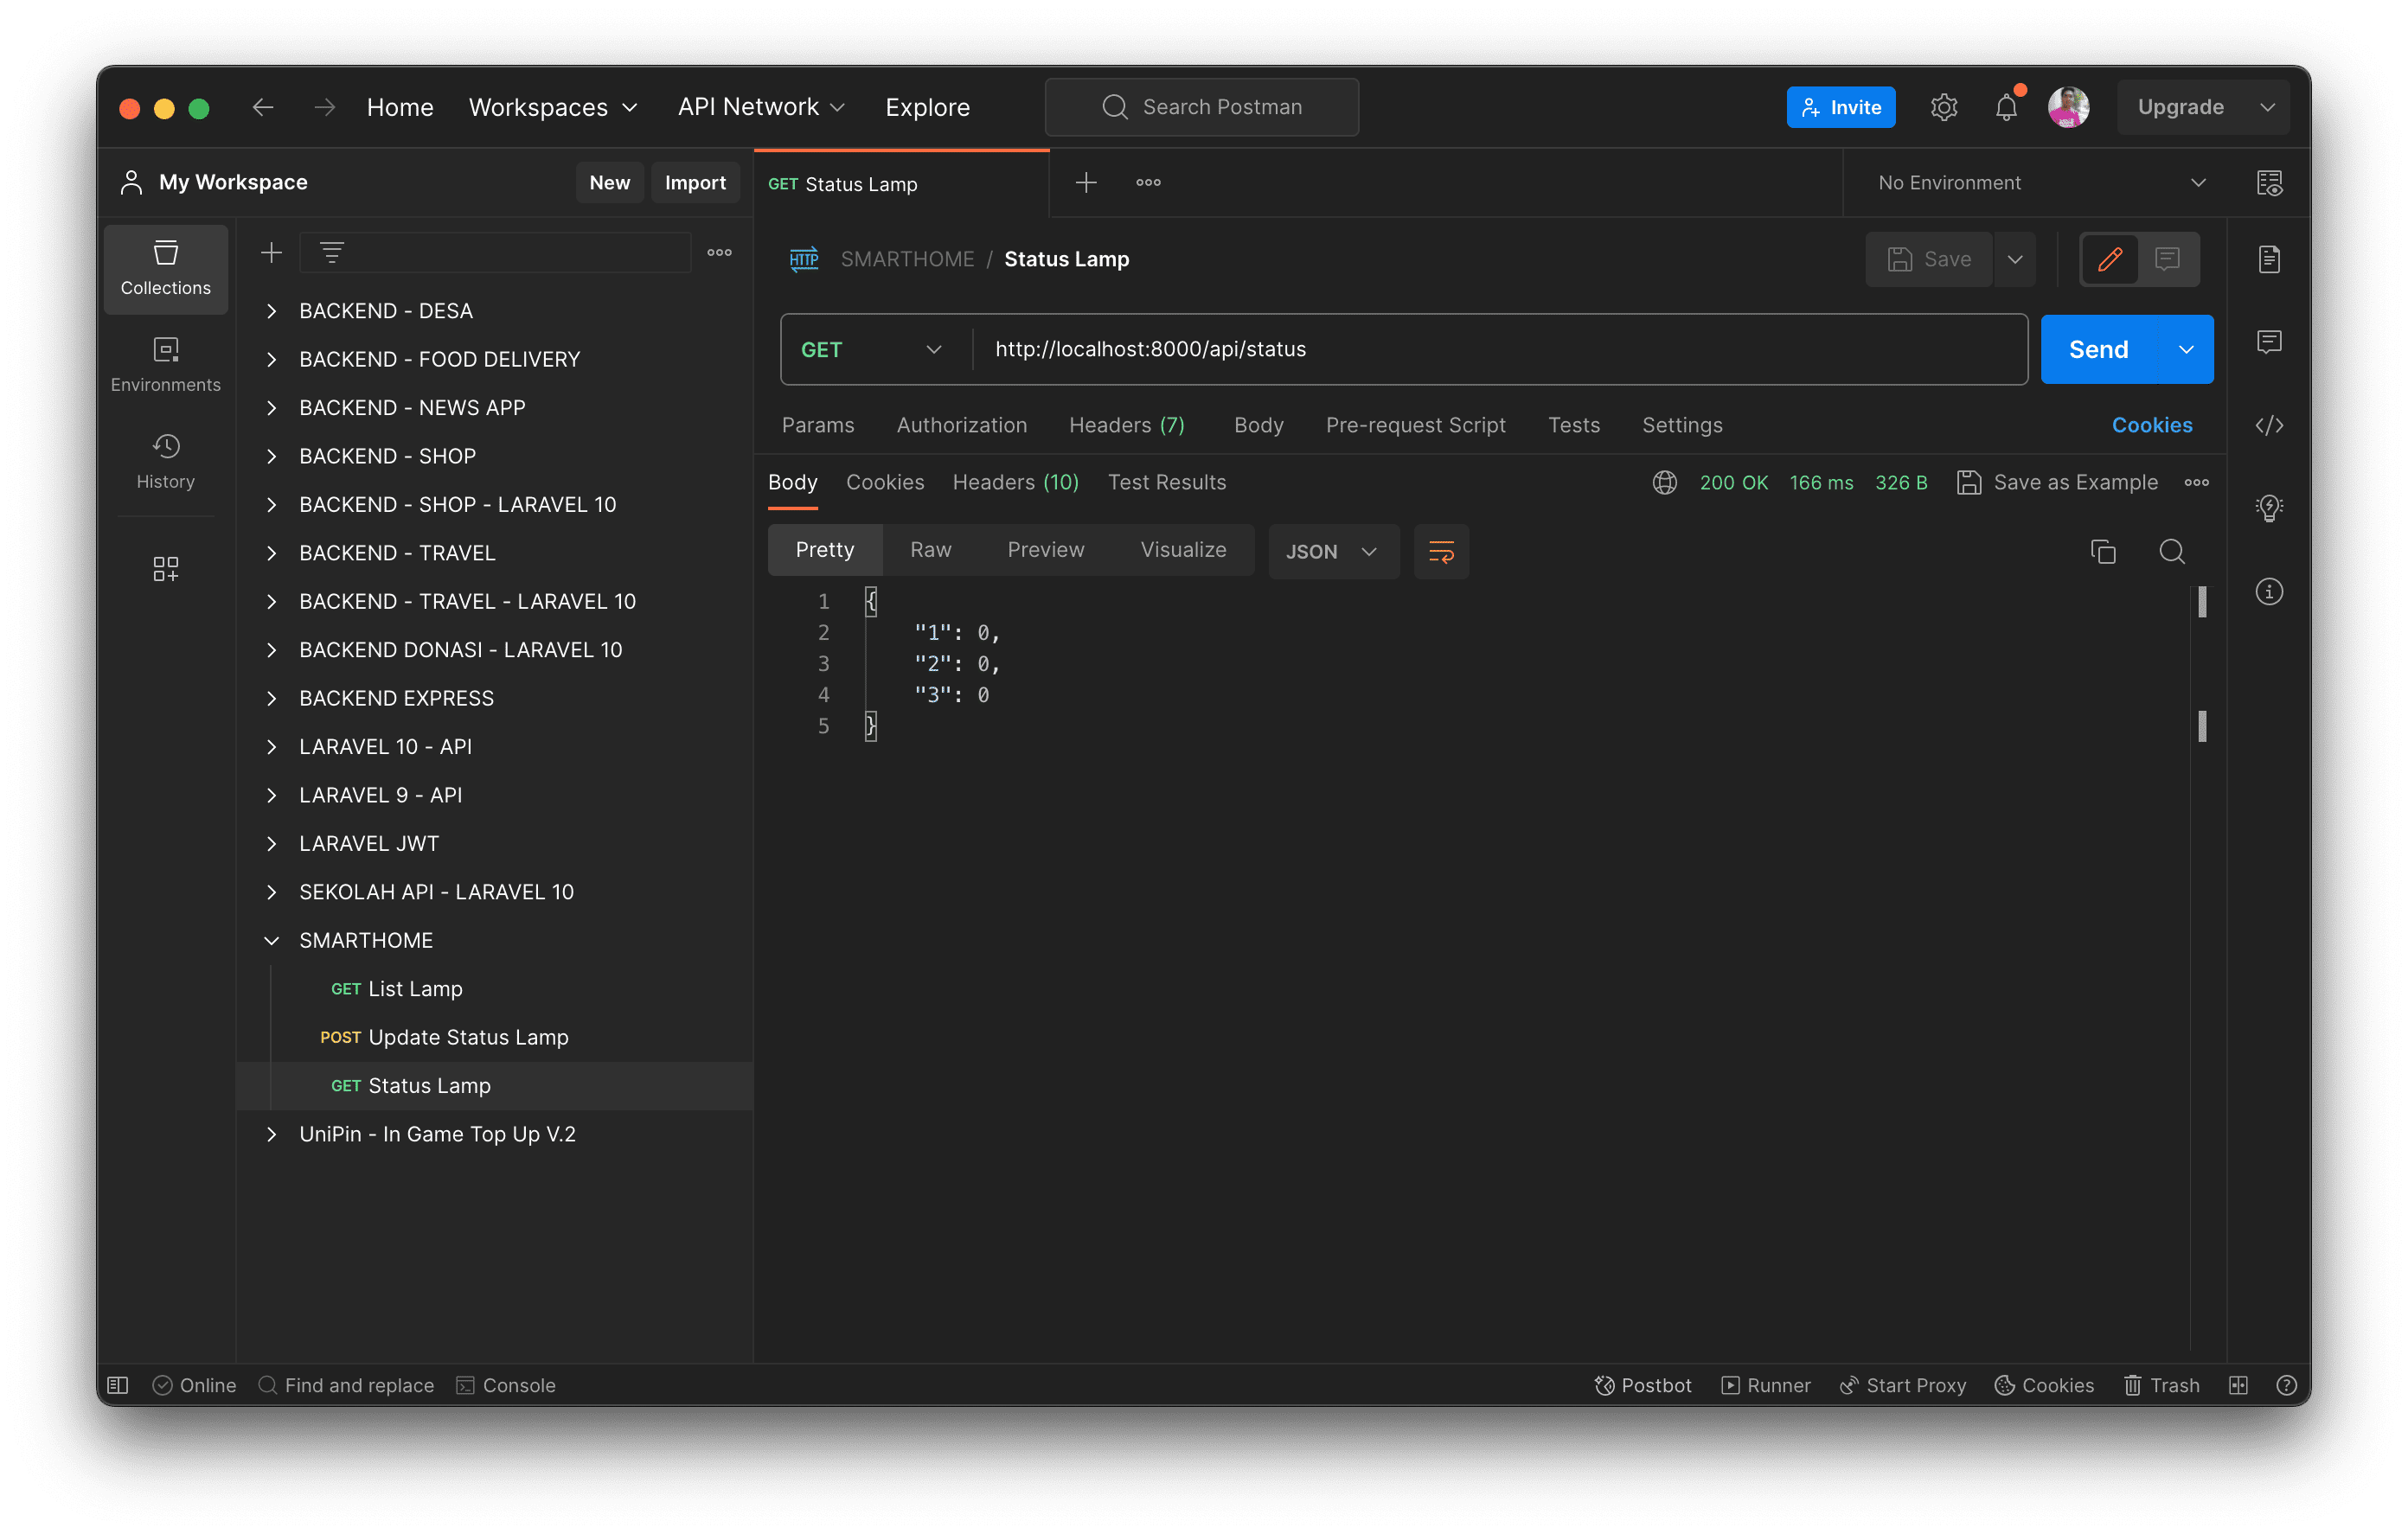 Home Workspaces API Network Explore Search Postman Invite Upgrade
My Workspace New Import GET Status Lamp No Environment
Collections
Environments
History
BACKEND - DESA
BACKEND - FOOD DELIVERY
BACKEND - NEWS APP
BACKEND - SHOP
BACKEND - SHOP - LARAVEL 10
BACKEND - TRAVEL
BACKEND - TRAVEL - LARAVEL 10
BACKEND DONASI - LARAVEL 10
BACKEND EXPRESS
LARAVEL 10 - API
LARAVEL 9 - API
LARAVEL JWT
SEKOLAH API - LARAVEL 10
SMARTHOME
GET List Lamp
POST Update Status Lamp
GET Status Lamp
UniPin - In Game Top Up V.2
HTTP SMARTHOME / Status Lamp Save
GET http://localhost:8000/api/status Send
Params Authorization Headers (7) Body Pre-request Script Tests Settings Cookies
Body Cookies Headers (10) Test Results 200 OK 166 ms 326 B Save as Example
Pretty Raw Preview Visualize JSON
1 {
2 "1": 0,
3 "2": 0,
4 "3": 0
5 }
Online Find and replace Console Postbot Runner Start Proxy Cookies Trash